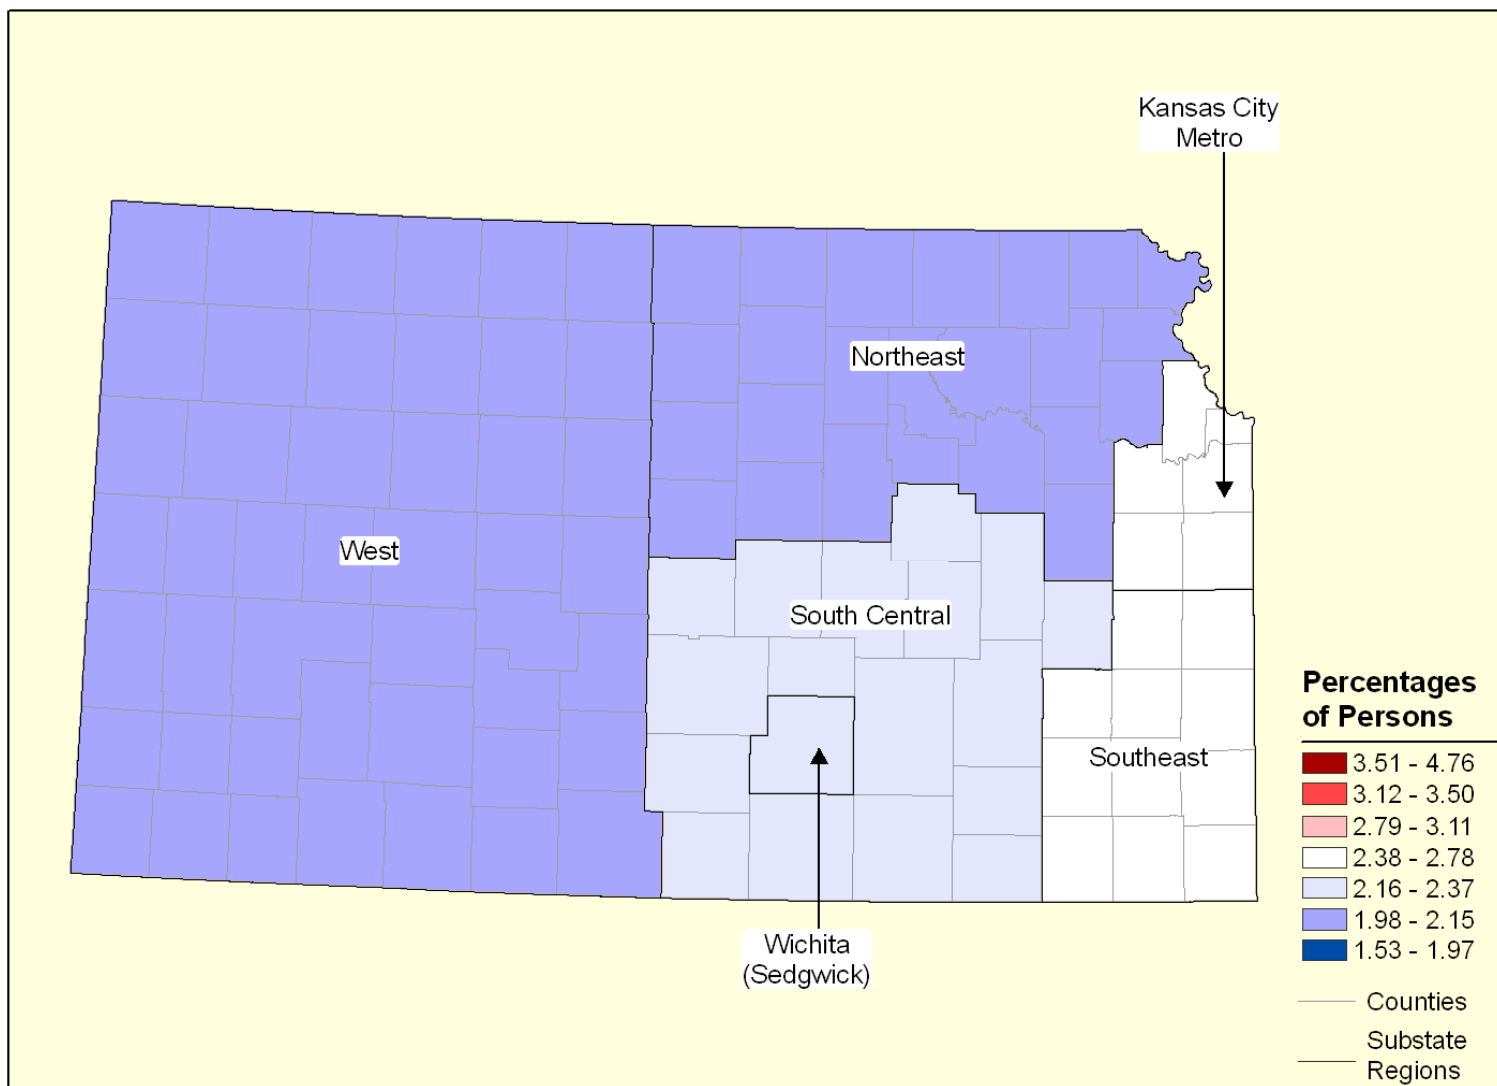 Kansas City
Metro
Northeast
West
South Central
Southeast
Wichita
(Sedgwick)
Percentages
of Persons
3.51 - 4.76
3.12 - 3.50
2.79 - 3.11
2.38 - 2.78
2.16 - 2.37
1.98 - 2.15
1.53 - 1.97
Counties
Substate
Regions